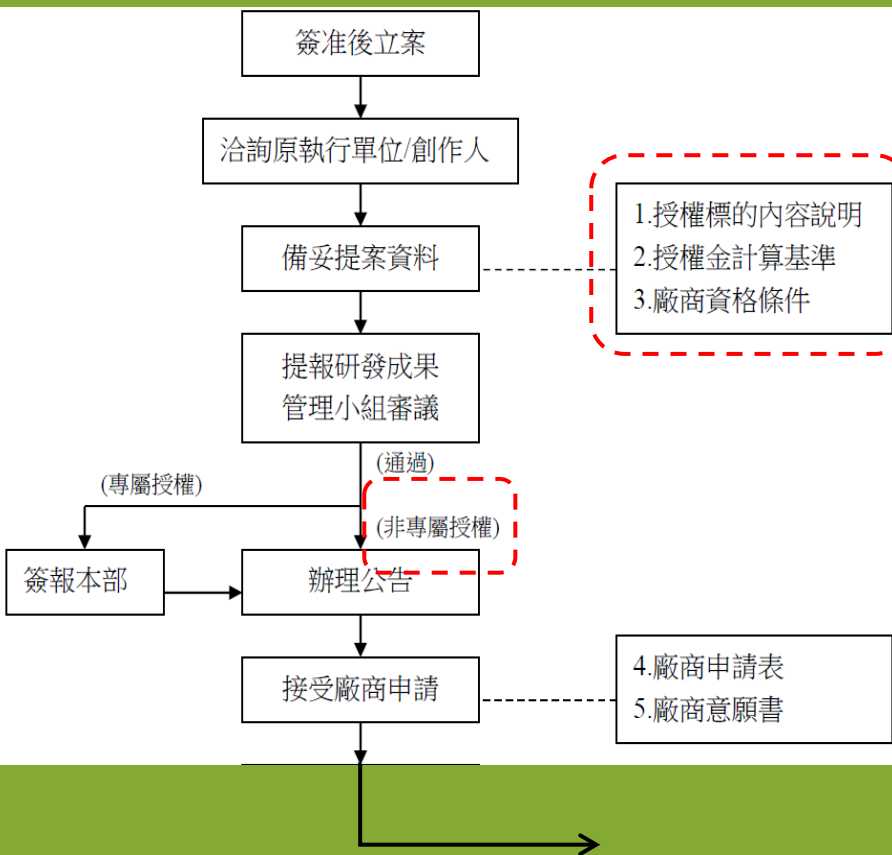 簽准後立案
洽詢原執行單位/創作人
備妥提案資料
1.授權標的內容說明
2.授權金計算基準
3.廠商資格條件
提報研發成果
管理小組審議
(通過)
(專屬授權)
(非專屬授權)
簽報本部
辦理公告
接受廠商申請
4.廠商申請表
5.廠商意願書